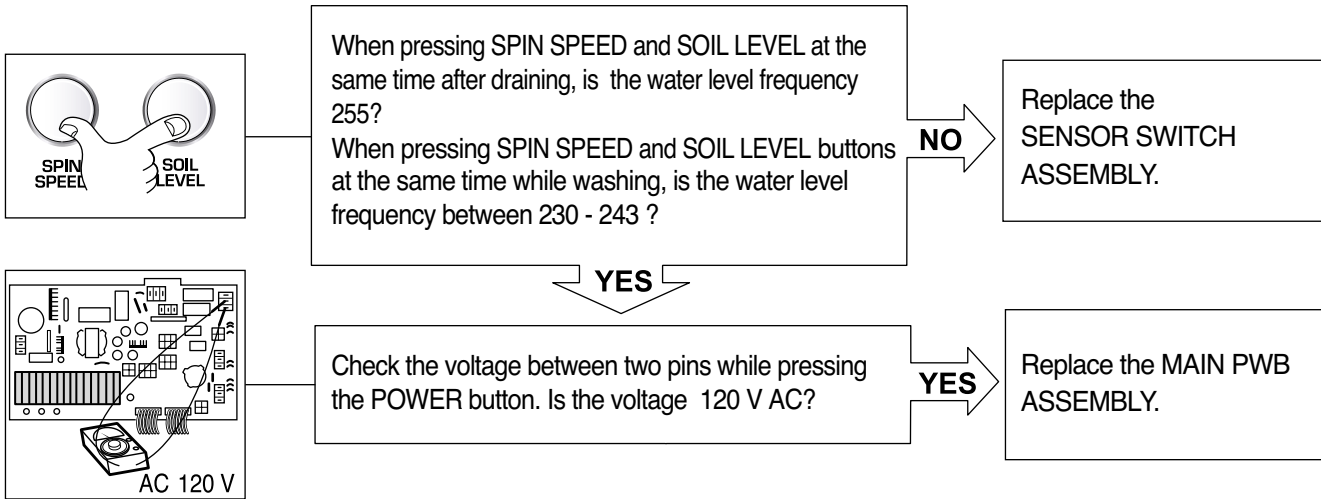 When pressing SPIN SPEED and SOIL LEVEL at the
same time after draining, is the water level frequency
255?
When pressing SPIN SPEED and SOIL LEVEL buttons
at the same time while washing, is the water level
frequency between 230 - 243 ?
SPIN
SPEED
SOIL
LEVEL
NO
Replace the
SENSOR SWITCH
ASSEMBLY.
YES
Check the voltage between two pins while pressing
the POWER button. Is the voltage 120 V AC?
AC 120 V
YES
Replace the MAIN PWB
ASSEMBLY.